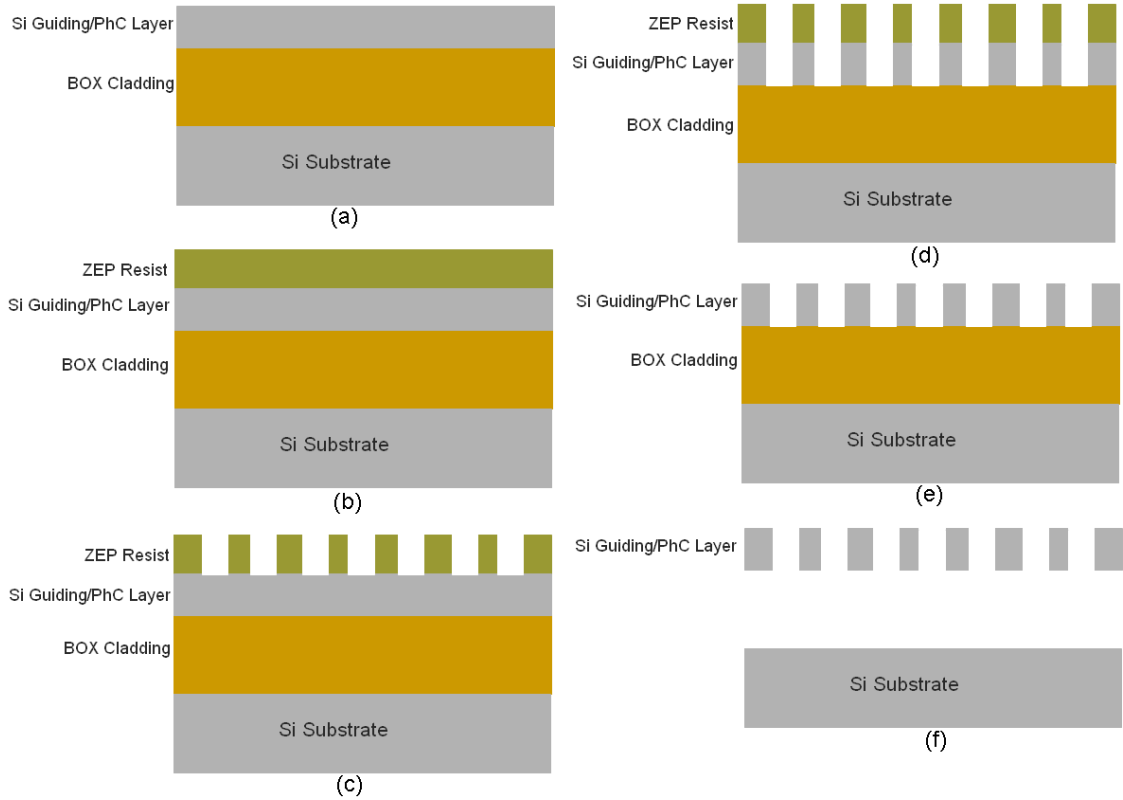 Si Guiding/PhC Layer
BOX Cladding
Si Substrate
(a)
ZEP Resist
Si Guiding/PhC Layer
BOX Cladding
Si Substrate
(b)
ZEP Resist
Si Guiding/PhC Layer
BOX Cladding
Si Substrate
(c)
ZEP Resist
Si Guiding/PhC Layer
BOX Cladding
Si Substrate
(d)
Si Guiding/PhC Layer
BOX Cladding
Si Substrate
(e)
Si Guiding/PhC Layer
Si Substrate
(f)